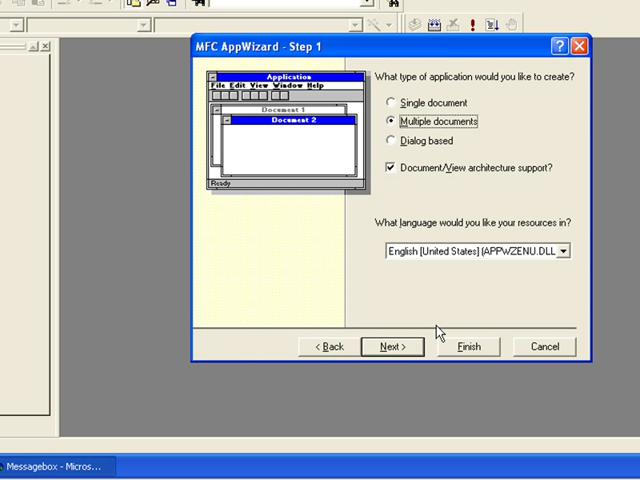 MFC AppWizard - Step 1
Application
File Edit View Window Help
Document 1
Document 2
Ready
What type of application would you like to create?
Single document
Multiple documents
Dialog based
Document/View architecture support?
What language would you like your resources in?
English [United States] (APPWZENU.DLL
< Back
Next >
Finish
Cancel
Messagebox - Micros...